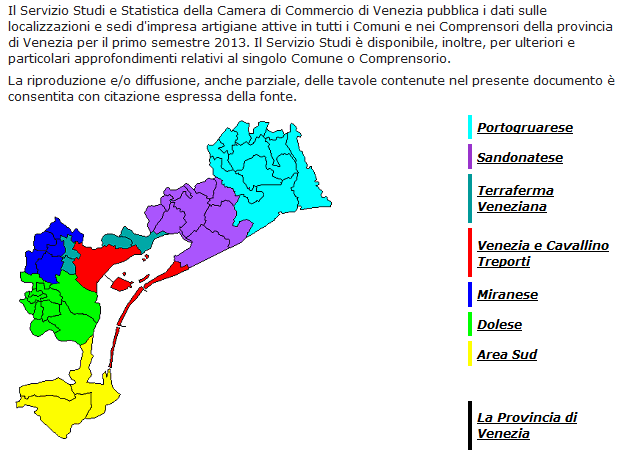 Il Servizio Studi e Statistica della Camera di Commercio di Venezia pubblica i dati sulle
localizzazioni e sedi d'impresa artigiane attive in tutti i Comuni e nei Comprensori della provincia
di Venezia per il primo semestre 2013. Il Servizio Studi è disponibile, inoltre, per ulteriori e
particolari approfondimenti relativi al singolo Comune o Comprensorio.
La riproduzione e/o diffusione, anche parziale, delle tavole contenute nel presente documento è
consentita con citazione espressa della fonte.
Portogruarese
Sandonatese
Terraferma
Veneziana
Venezia e Cavallino
Treporti
Miranese
Dolese
Area Sud
La Provincia di
Venezia